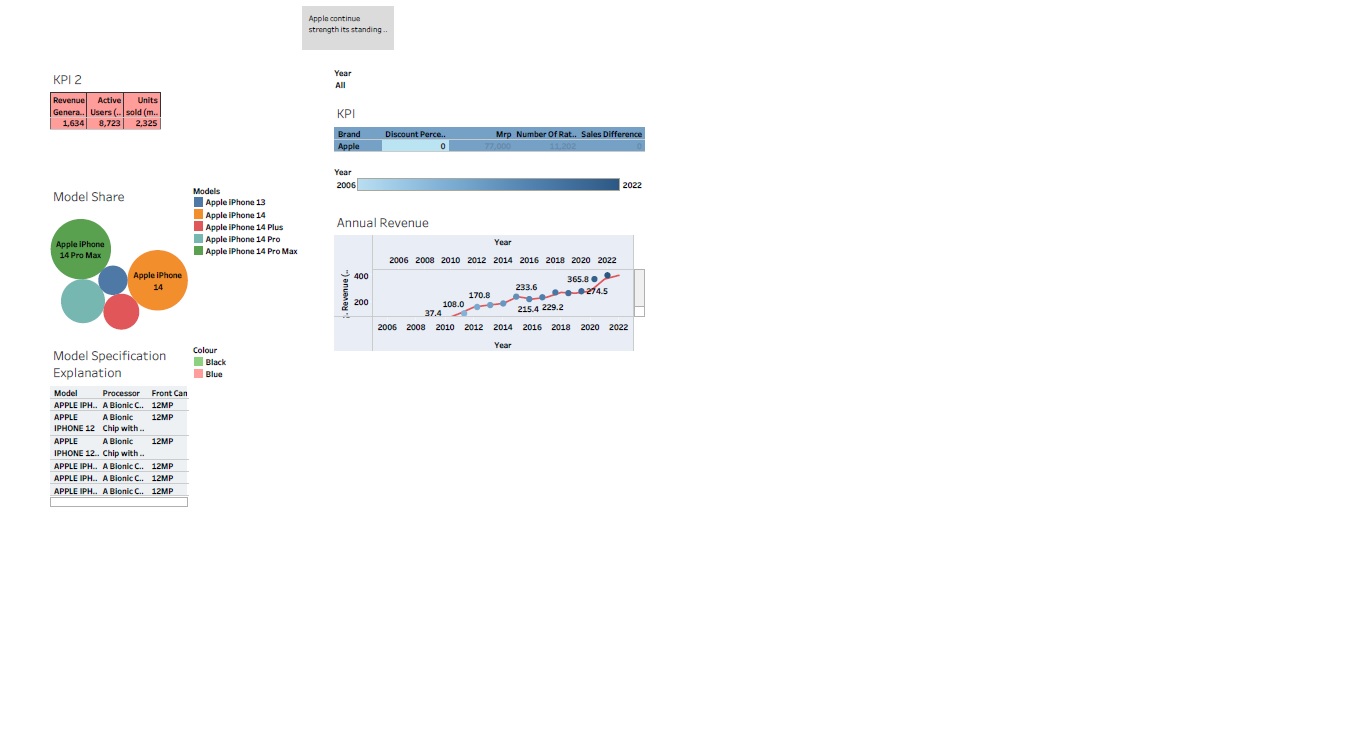 Apple continue
strength its standing ..
KPI 2
Revenue Genera.. Active Users (.. Units sold (m..
1,634 8,723 2,325
Year
All
KPI
Brand Discount Perce.. Mrp Number Of Rat.. Sales Difference
Apple 0 77,000 11,202 0
Year
2006 2022
Model Share
Models
Apple iPhone 13
Apple iPhone 14
Apple iPhone 14 Plus
Apple iPhone 14 Pro
Apple iPhone 14 Pro Max
Apple iPhone
14 Pro Max
Apple iPhone
14
Annual Revenue
Year
2006 2008 2010 2012 2014 2016 2018 2020 2022
Revenue (..
400
200
37.4
108.0
170.8
233.6
215.4
229.2
365.8
274.5
2006 2008 2010 2012 2014 2016 2018 2020 2022
Year
Model Specification
Explanation
Colour
Black
Blue
Model Processor Front Cam
APPLE IPH.. A Bionic C.. 12MP
APPLE A Bionic 12MP
IPHONE 12 Chip with ..
APPLE A Bionic 12MP
IPHONE 12.. Chip with ..
APPLE IPH.. A Bionic C.. 12MP
APPLE IPH.. A Bionic C.. 12MP
APPLE IPH.. A Bionic C.. 12MP